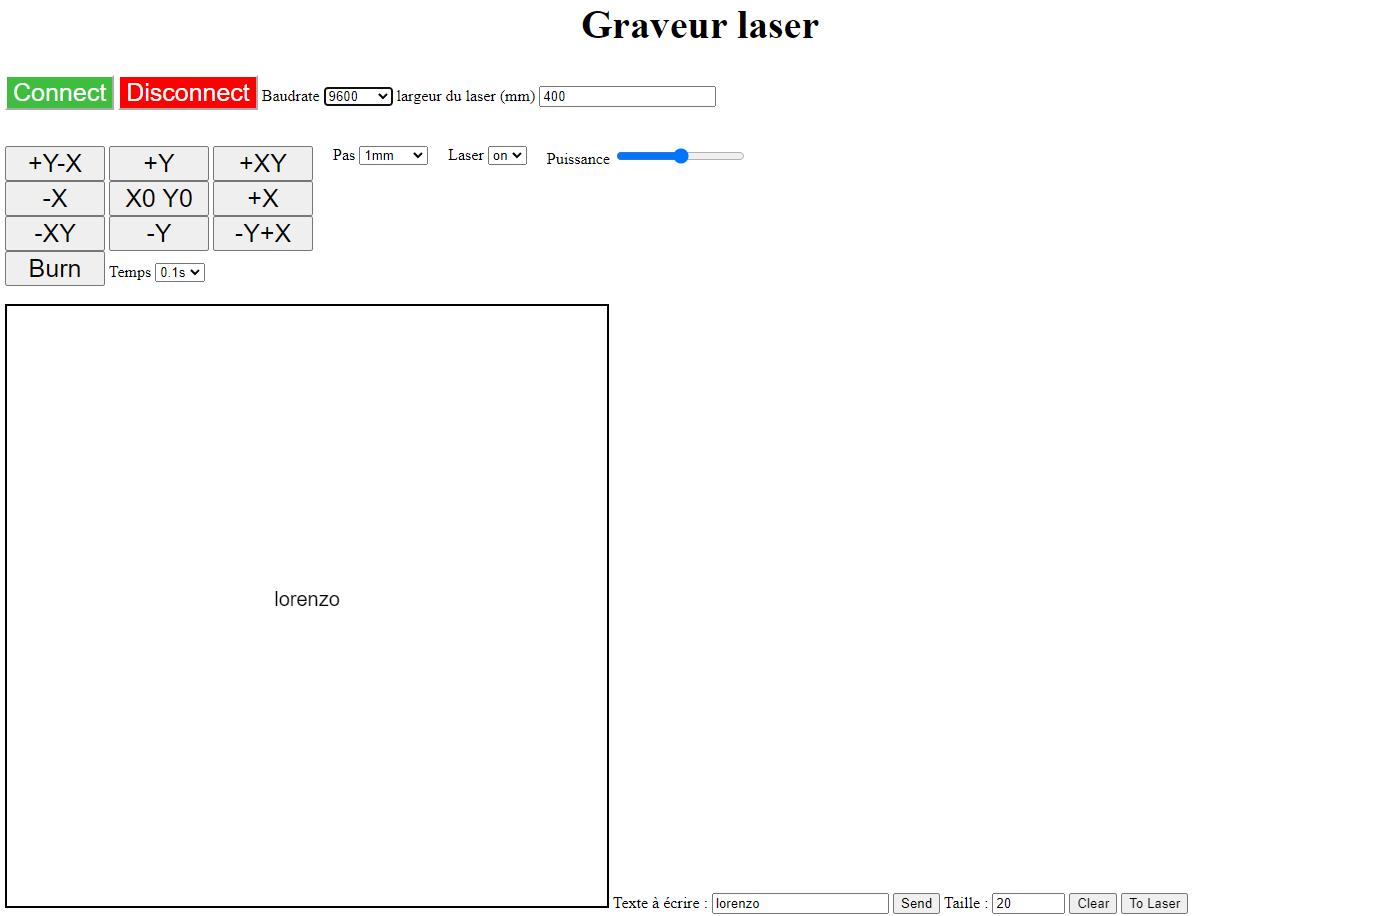 Graveur laser
Connect Disconnect Baudrate 9600 largeur du laser (mm) 400
+Y-X +Y +XY Pas 1mm Laser on Puissance
-X X0 Y0 +X
-XY -Y -Y+X
Burn Temps 0.1s
lorenzo
Texte à écrire : lorenzo Send Taille : 20 Clear To Laser